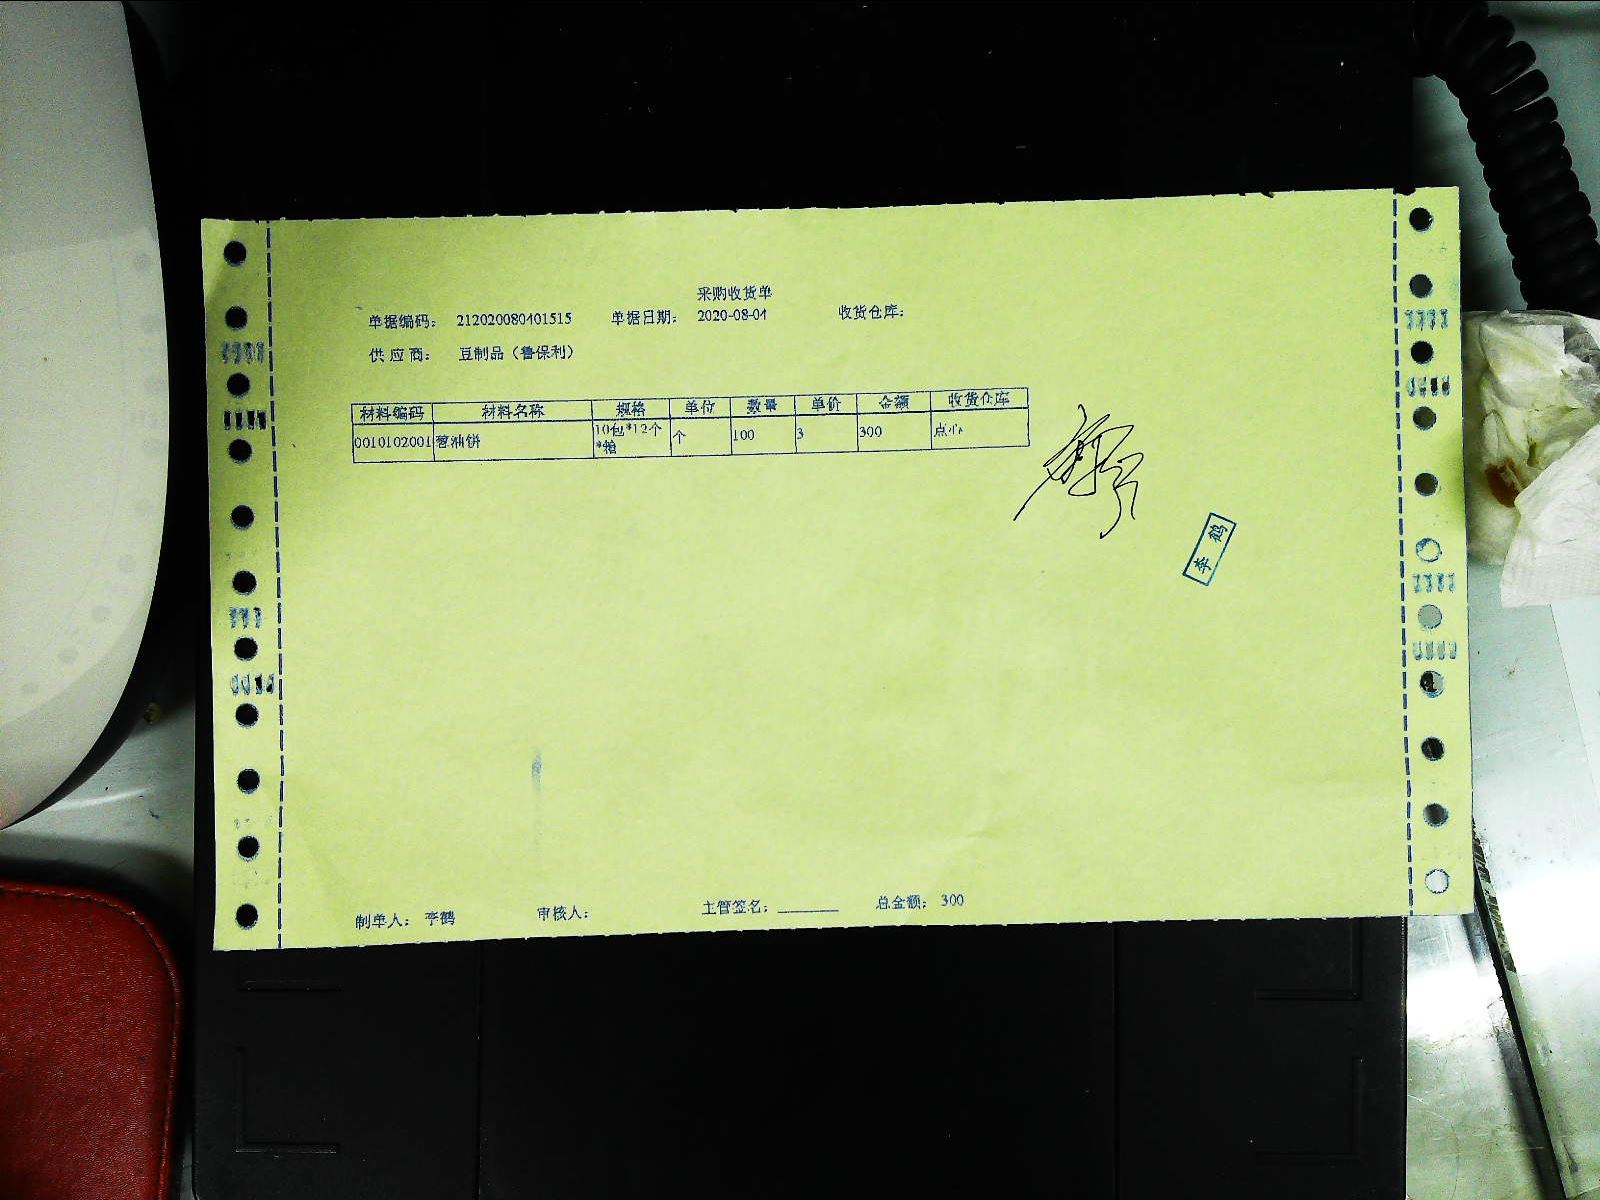 采购收货单
单据编码： 212020080401515 单据日期： 2020-08-04 收货仓库：
供应商： 豆制品（鲁保利）
材料编码 材料名称 规格 单位 数量 单价 金额 收货仓库
0010102001 葱油饼 10包*12个*箱 个 100 3 300 点心
李鹤
制单人： 李鹤 审核人： 主管签名：______ 总金额： 300